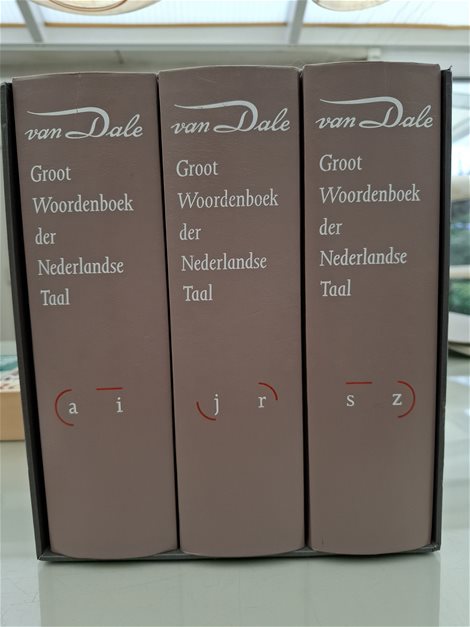 van Dale
Groot
Woordenboek
der
Nederlandse
Taal
a i
van Dale
Groot
Woordenboek
der
Nederlandse
Taal
j r
van Dale
Groot
Woordenboek
der
Nederlandse
Taal
s z